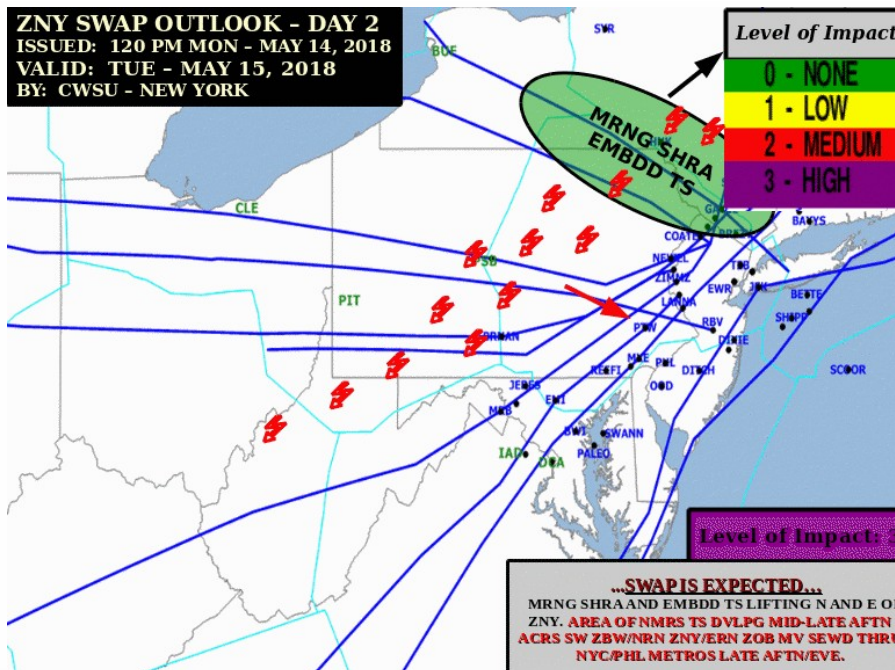 ZNY SWAP OUTLOOK – DAY 2
ISSUED: 120 PM MON – MAY 14, 2018
VALID: TUE – MAY 15, 2018
BY: CWSU – NEW YORK
Level of Impact
0 - NONE
1 - LOW
2 - MEDIUM
3 - HIGH
SYR
BUF
MRNG SHRA
EMBDD TS
CLE
PSB
PIT
COATE
BAYYS
NEWEL
ZIMMZ
TEB
EWR
JFK
BETTE
LANNA
SHIPP
PTW
RBV
DIXIE
MXE
PHL
REEFI
DITCH
OOD
SCOOR
JERES
MRB
EMI
BWI
SWANN
PALEO
IAD
DCA
Level of Impact: 3
...SWAP IS EXPECTED...
MRNG SHRA AND EMBDD TS LIFTING N AND E OF
ZNY. AREA OF NMRS TS DVLPG MID-LATE AFTN
ACRS SW ZBW/NRN ZNY/ERN ZOB MV SEWD THRU
NYC/PHL METROS LATE AFTN/EVE.